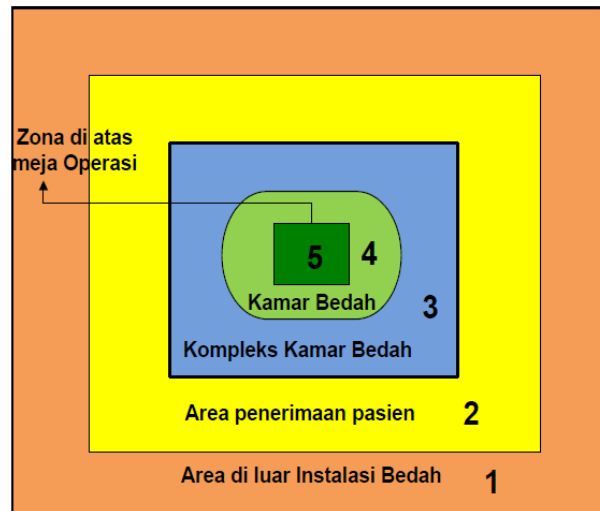 Zona di atas
meja Operasi
5
4
Kamar Bedah
3
Kompleks Kamar Bedah
Area penerimaan pasien
2
Area di luar Instalasi Bedah
1